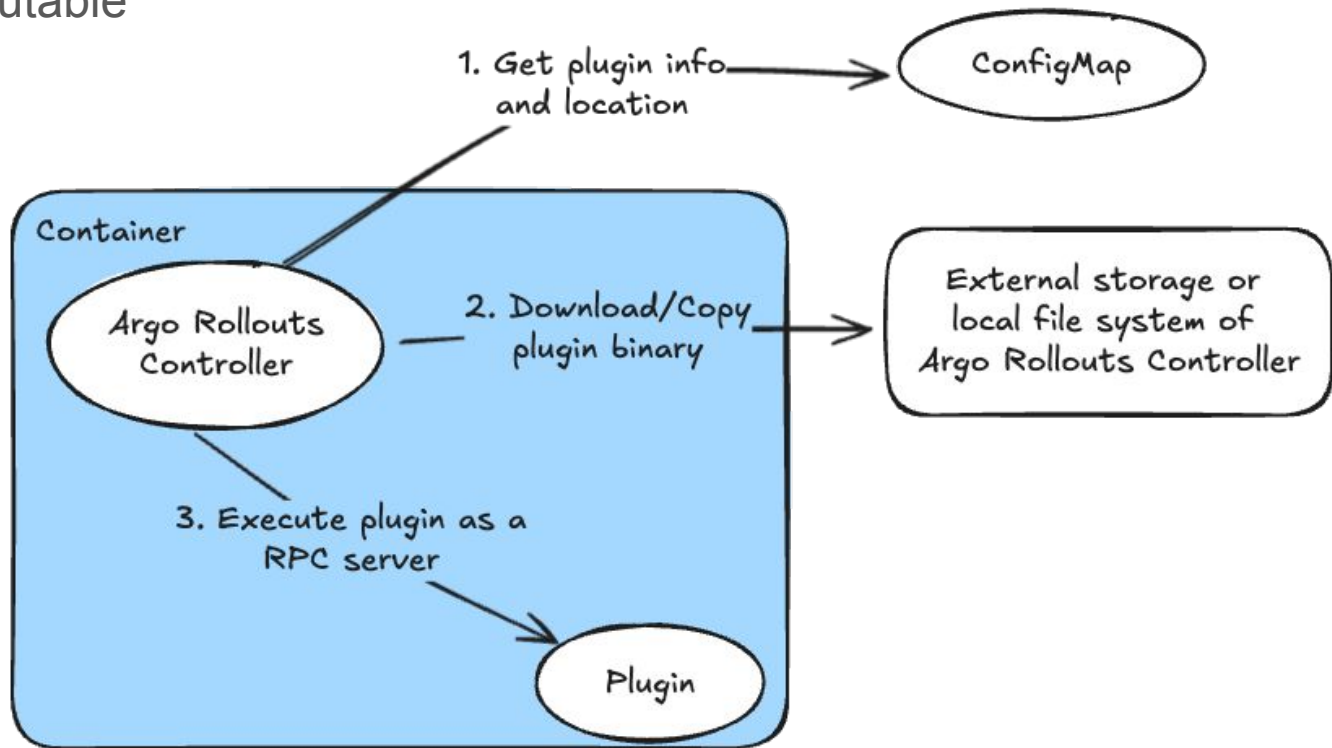 1. Get plugin info
and location
ConfigMap
Container
Argo Rollouts
Controller
2. Download/Copy
plugin binary
External storage or
local file system of
Argo Rollouts Controller
3. Execute plugin as a
RPC server
Plugin